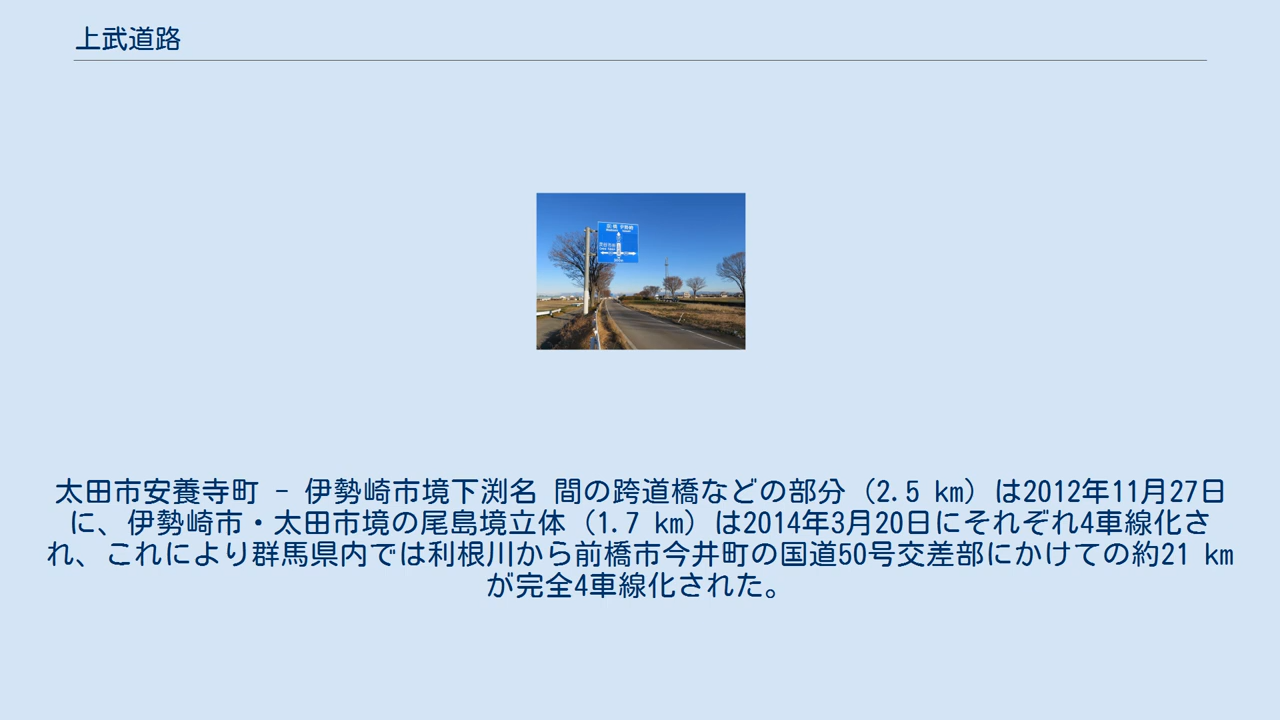 上武道路
太田市安養寺町 - 伊勢崎市境下渕名 間の跨道橋などの部分（2.5 km）は2012年11月27日
に、伊勢崎市・太田市境の尾島境立体（1.7 km）は2014年3月20日にそれぞれ4車線化さ
れ、これにより群馬県内では利根川から前橋市今井町の国道50号交差部にかけての約21 km
が完全4車線化された。